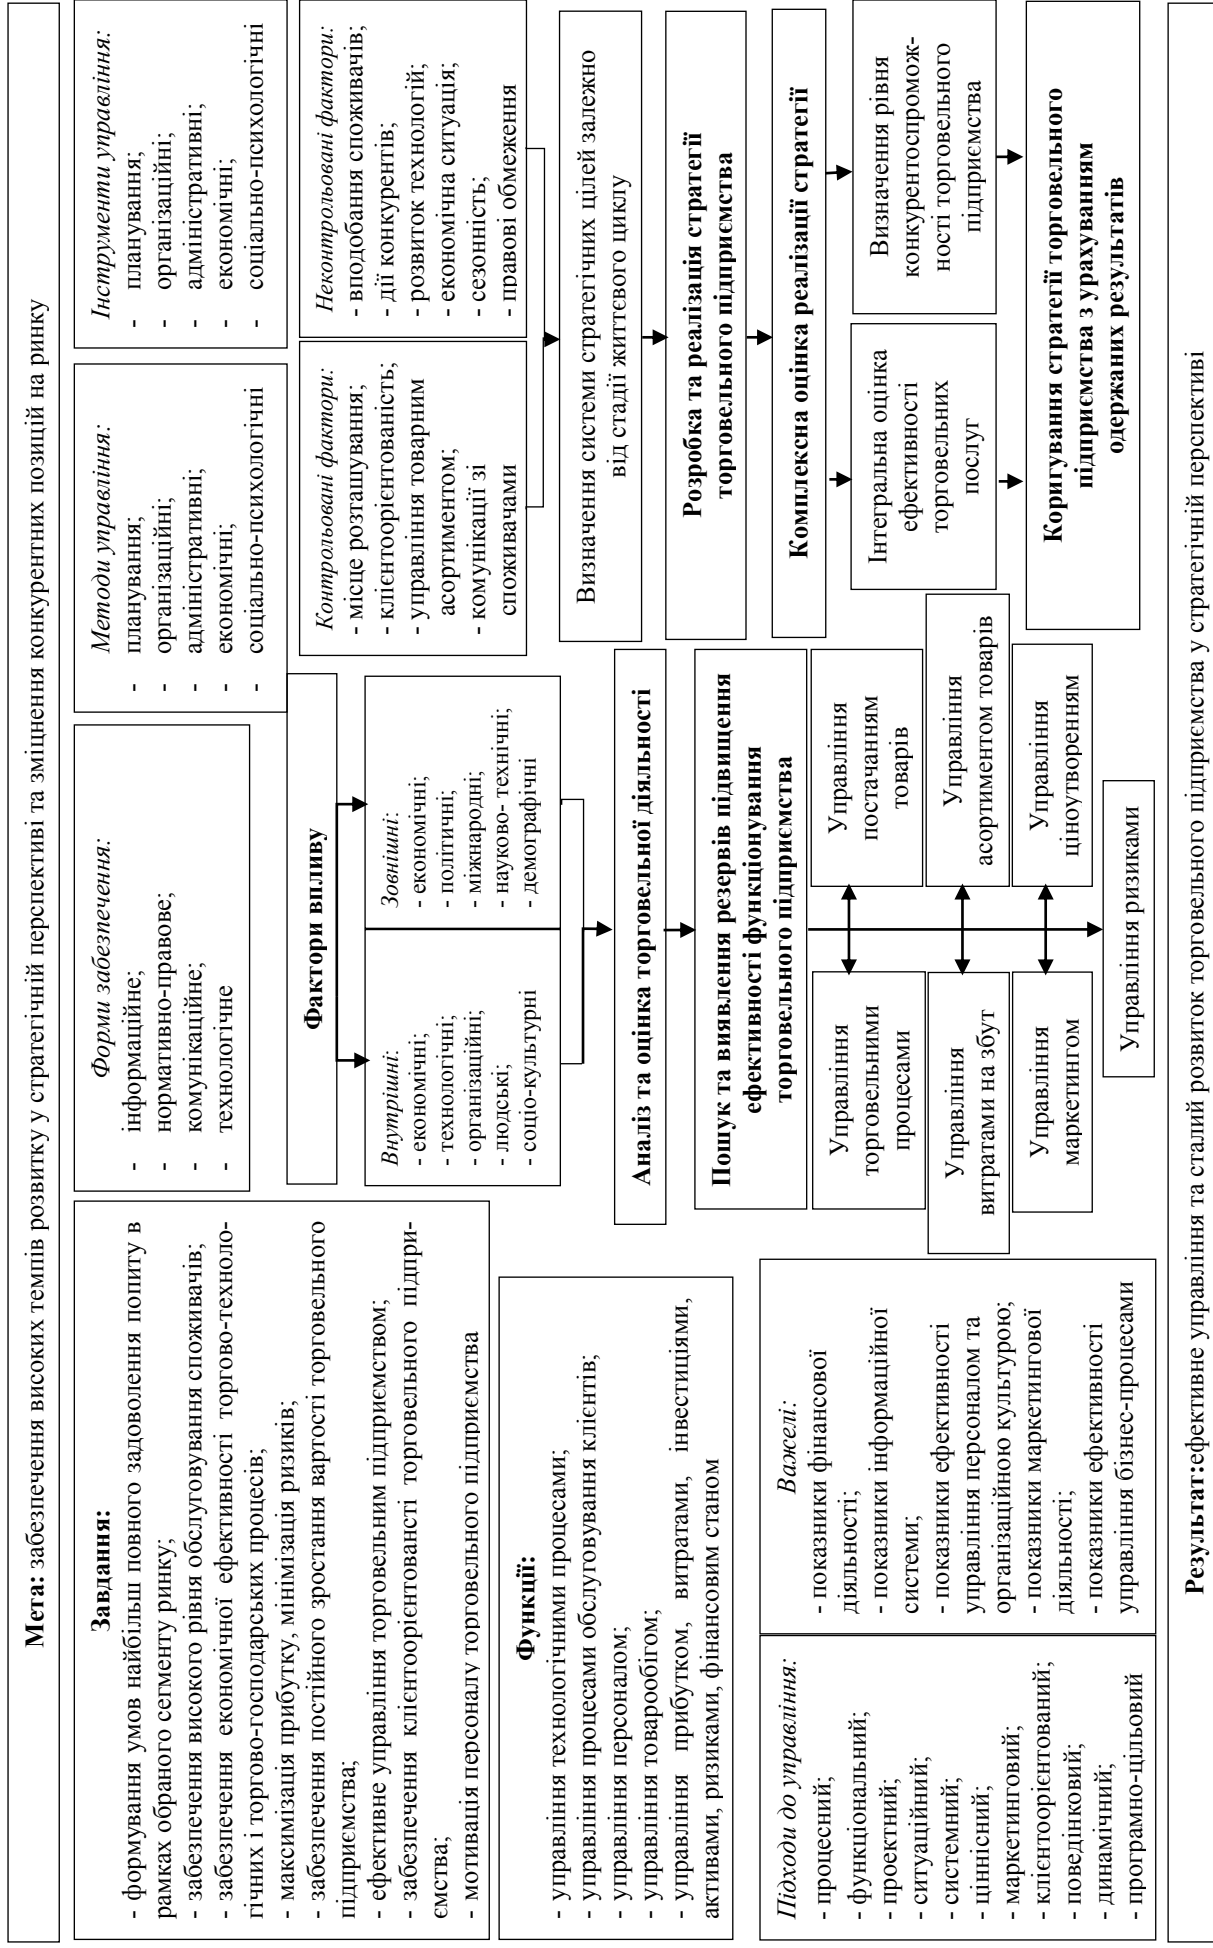 Мета: забезпечення високих темпів розвитку у стратегічній перспективі та зміцнення конкурентних позицій на ринку
Завдання:
- формування умов найбільш повного задоволення попиту в
рамках обраного сегменту ринку;
- забезпечення високого рівня обслуговування споживачів;
- забезпечення економічної ефективності торгово-техноло-
гічних і торгово-господарських процесів;
- максимізація прибутку, мінімізація ризиків;
- забезпечення постійного зростання вартості торговельного
підприємства;
- ефективне управління торговельним підприємством;
- забезпечення клієнтоорієнтовансті торговельного підпри-
ємства;
- мотивація персоналу торговельного підприємства
Функції:
- управління технологічними процесами;
- управління процесами обслуговування клієнтів;
- управління персоналом;
- управління товарообігом;
- управління прибутком, витратами, інвестиціями,
активами, ризиками, фінансовим станом
Підходи до управління:
- процесний;
- функціональний;
- проектний;
- ситуаційний;
- системний;
- ціннісний;
- маркетинговий;
- клієнторієнтований;
- поведінковий;
- динамічний;
- програмно-цільовий
Важелі:
- показники фінансової
діяльності;
- показники інформаційної
системи;
- показники ефективності
управління персоналом та
організаційною культурою;
- показники маркетингової
діяльності;
- показники ефективності
управління бізнес-процесами
Форми забезпечення:
- інформаційне;
- нормативно-правове;
- комунікаційне;
- технологічне
Методи управління:
- планування;
- організаційні;
- адміністративні;
- економічні;
- соціально-психологічні
Інструменти управління:
- планування;
- організаційні;
- адміністративні;
- економічні;
- соціально-психологічні
Фактори впливу
Внутрішні:
- економічні;
- технологічні;
- організаційні;
- людські;
- соціо-культурні
Зовнішні:
- економічні;
- політичні;
- міжнародні;
- науково- технічні;
- демографічні
Аналіз та оцінка торговельної діяльності
Пошук та виявлення резервів підвищення
ефективності функціонування
торговельного підприємства
Управління
торговельними
процесами
Управління
постачанням
товарів
Управління
витратами на збут
Управління
асортиментом товарів
Управління
маркетингом
Управління
ціноутворенням
Управління ризиками
Контрольовані фактори:
- місце розташування;
- клієнтоорієнтованість;
- управління товарним
асортиментом;
- комунікації зі
споживачами
Неконтрольовані фактори:
- вподобання споживачів;
- дії конкурентів;
- розвиток технологій;
- економічна ситуація;
- сезонність;
- правові обмеження
Визначення системи стратегічних цілей залежно
від стадії життєвого циклу
Розробка та реалізація стратегії
торговельного підприємства
Комплексна оцінка реалізації стратегії
Інтегральна оцінка
ефективності
торговельних
послуг
Визначення рівня
конкурентоспромож-
ності торговельного
підприємства
Коригування стратегії торговельного
підприємства з урахуванням
одержаних результатів
Результат:ефективне управління та сталий розвиток торговельного підприємства у стратегічній перспективі